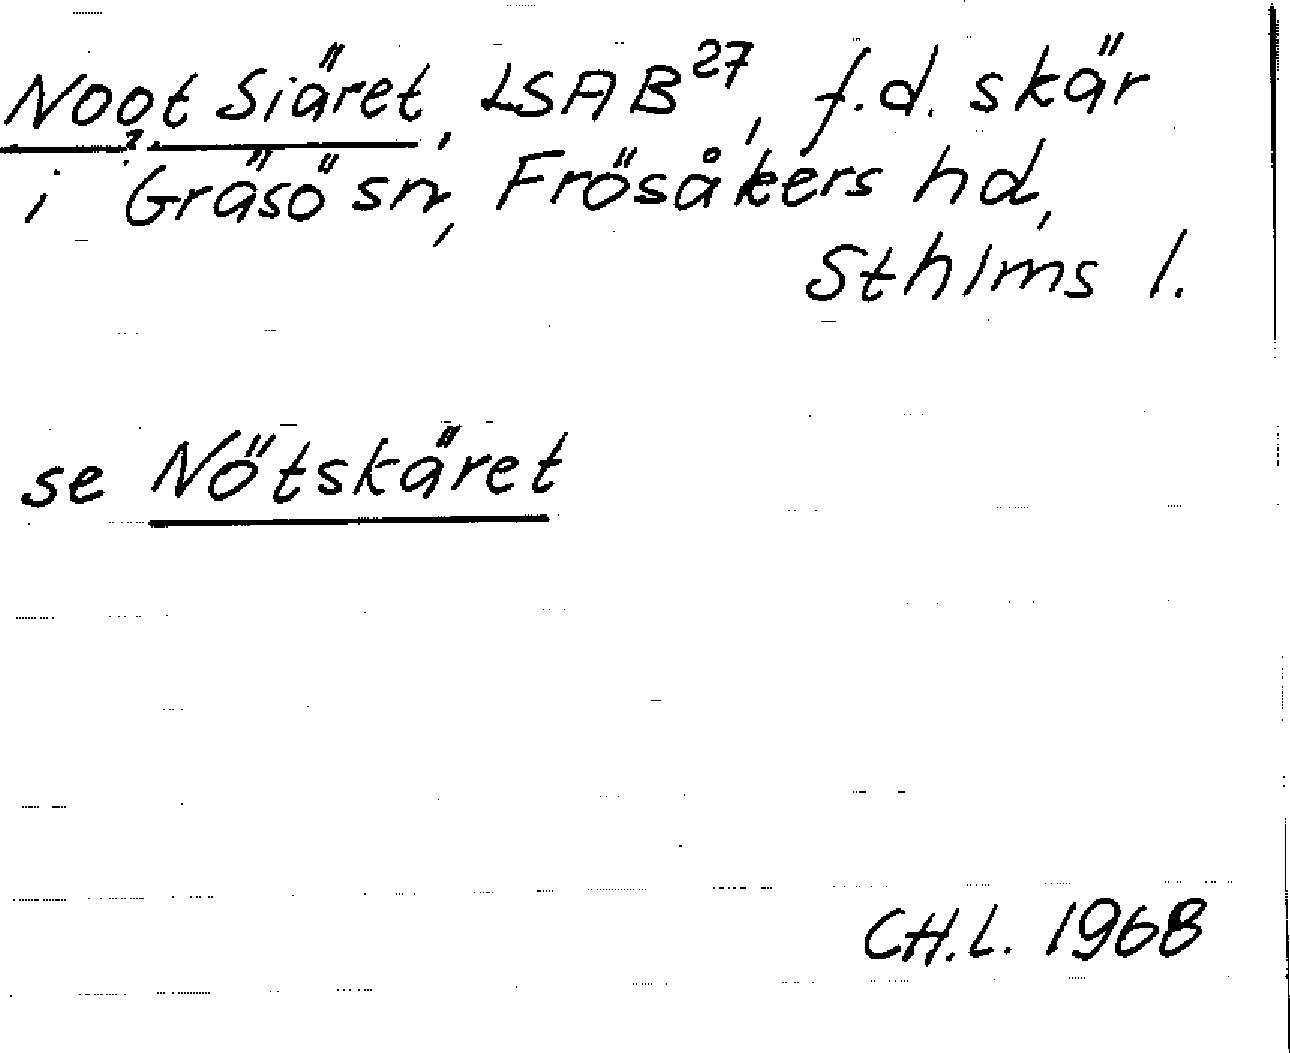 Noot Siäret, LSAB27, f.d. skär
?
i Gräsö sn, Frösåkers hd,
Sthlms l.
se Nötskäret
CH.L. 1968